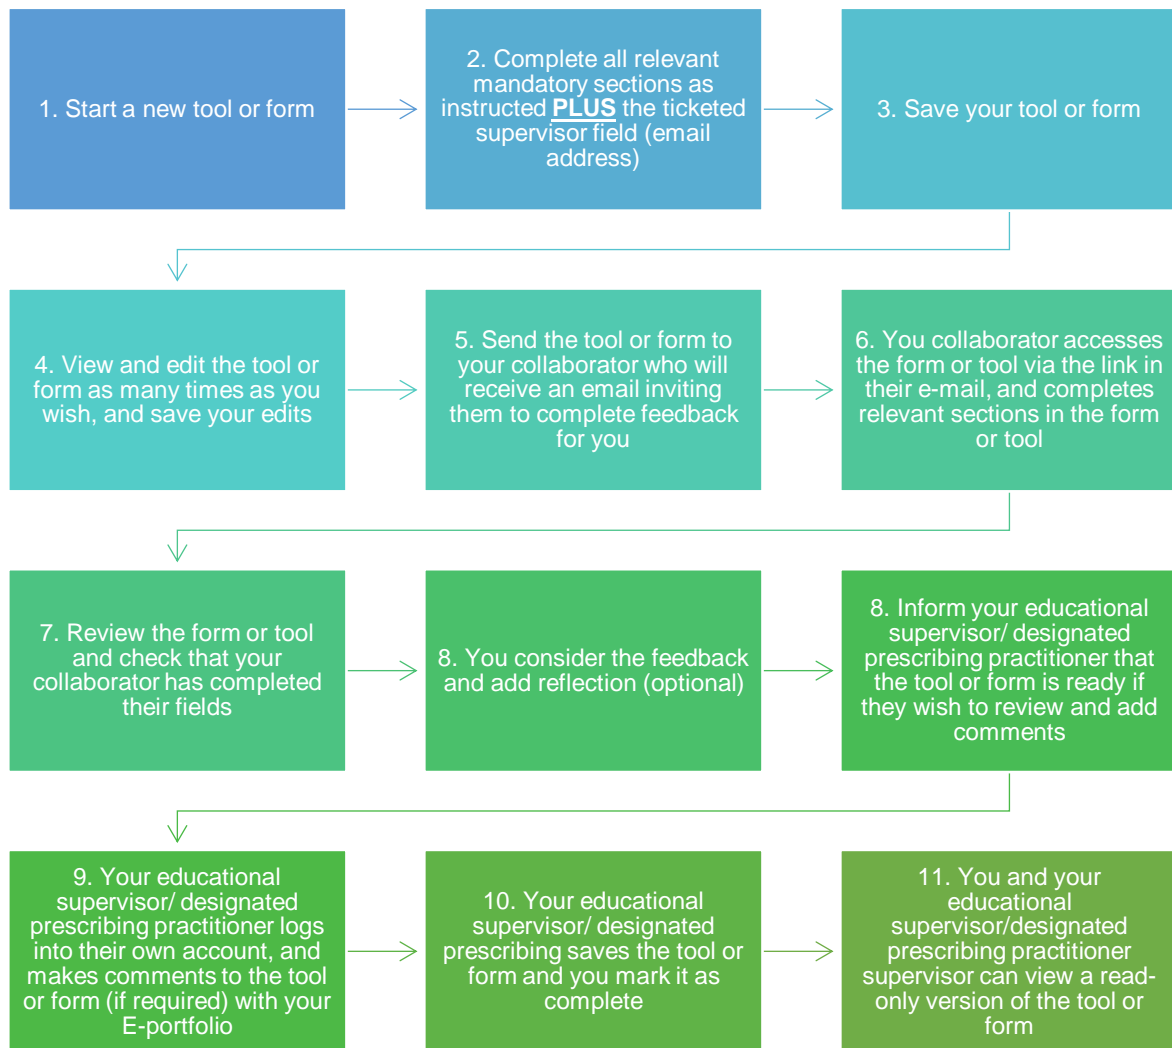 1. Start a new tool or form
2. Complete all relevant
mandatory sections as
instructed PLUS the ticketed
supervisor field (email
address)
3. Save your tool or form
4. View and edit the tool or
form as many times as you
wish, and save your edits
5. Send the tool or form to
your collaborator who will
receive an email inviting
them to complete feedback
for you
6. You collaborator accesses
the form or tool via the link in
their e-mail, and completes
relevant sections in the form
or tool
7. Review the form or tool
and check that your
collaborator has completed
their fields
8. You consider the feedback
and add reflection (optional)
8. Inform your educational
supervisor/ designated
prescribing practitioner that
the tool or form is ready if
they wish to review and add
comments
9. Your educational
supervisor/ designated
prescribing practitioner logs
into their own account, and
makes comments to the tool
or form (if required) with your
E-portfolio
10. Your educational
supervisor/ designated
prescribing saves the tool or
form and you mark it as
complete
11. You and your
educational
supervisor/designated
prescribing practitioner
supervisor can view a read-
only version of the tool or
form